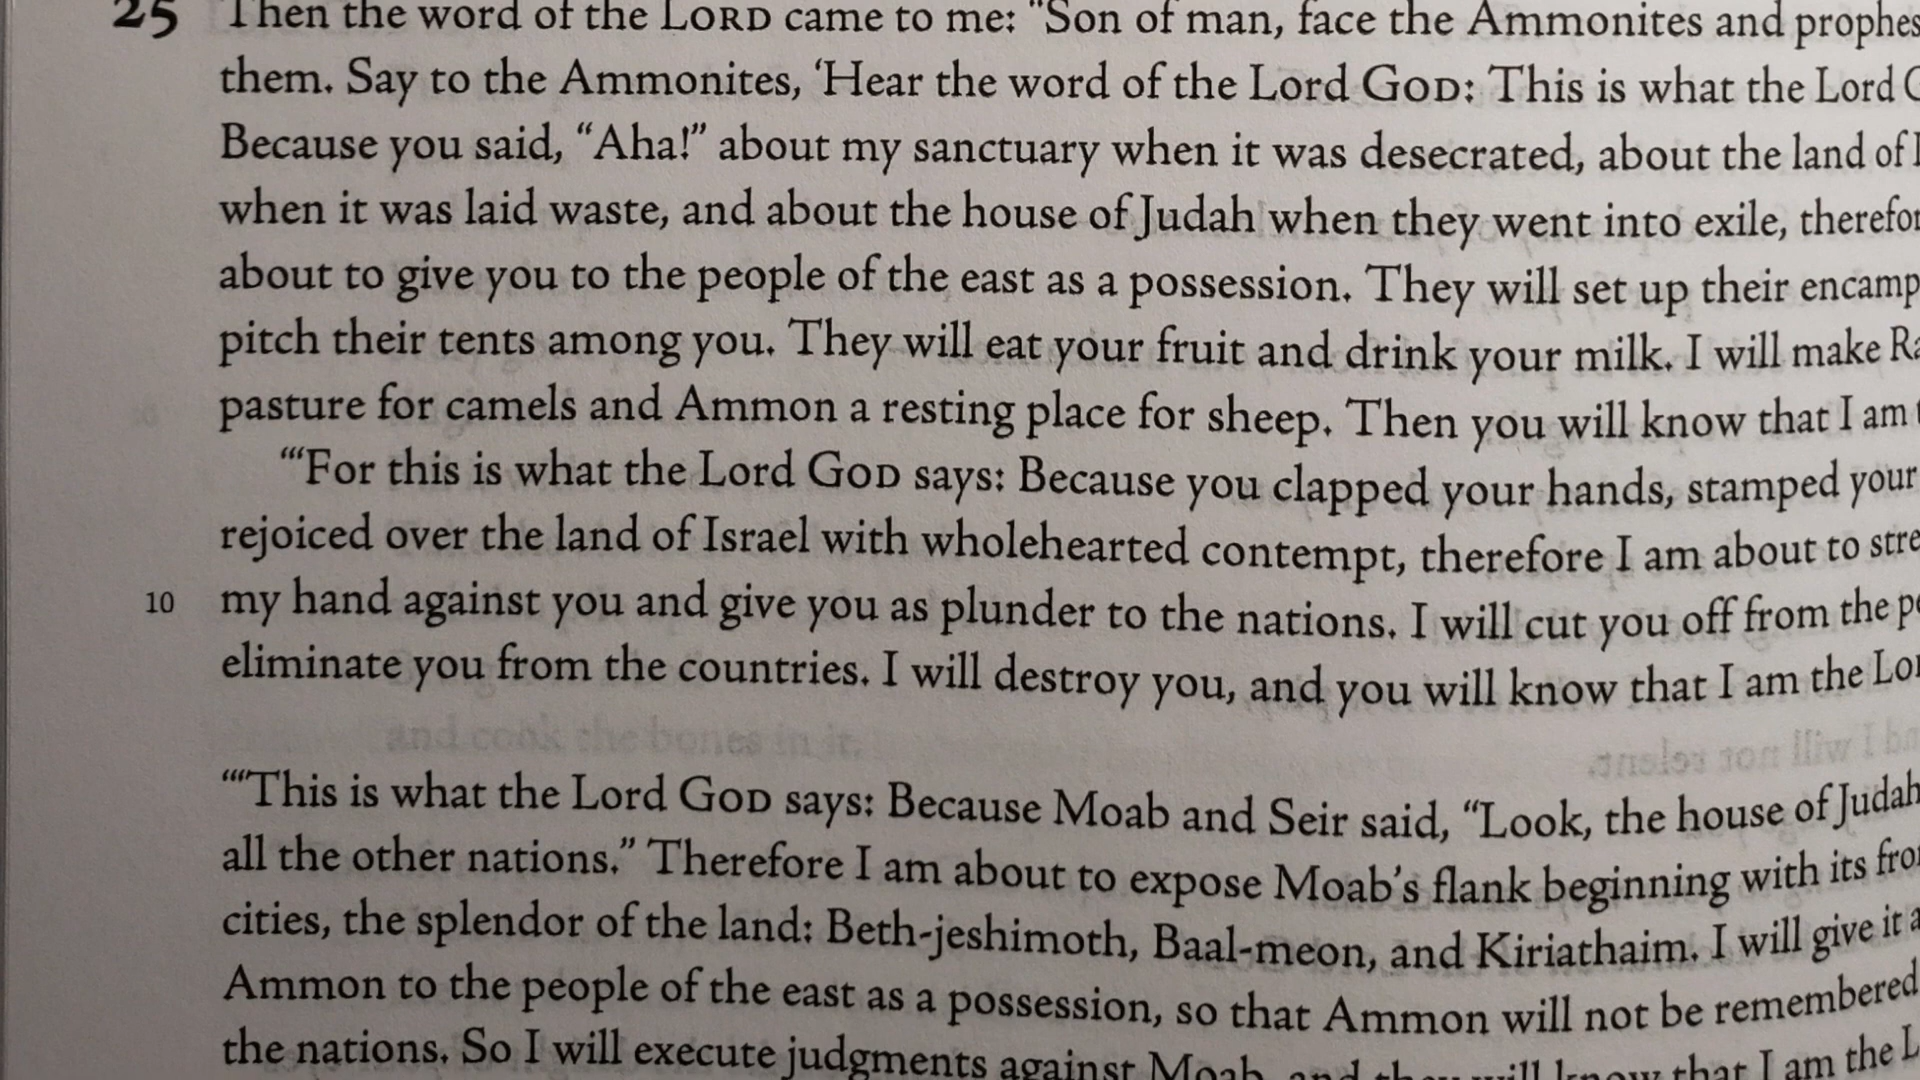 25 Then the word of the LORD came to me: "Son of man, face the Ammonites and
them. Say to the Ammonites, ‘Hear the word of the Lord GOD: This is what the Lord
Because you said, “Aha!” about my sanctuary when it was desecrated, about the land of
when it was laid waste, and about the house of Judah when they went into exile,
about to give you to the people of the east as a possession. They will set up their
pitch their tents among you. They will eat your fruit and drink your milk. I will make
pasture for camels and Ammon a resting place for sheep. Then you will know that I am
“‘For this is what the Lord GOD says: Because you clapped your hands, stamped your
rejoiced over the land of Israel with wholehearted contempt, therefore I am about to
10 my hand against you and give you as plunder to the nations. I will cut you off from the
eliminate you from the countries. I will destroy you, and you will know that I am the
and cook the bones in it.
“‘This is what the Lord GOD says: Because Moab and Seir said, “Look, the house of Judah
all the other nations.” Therefore I am about to expose Moab’s flank beginning with its
cities, the splendor of the land: Beth-jeshimoth, Baal-meon, and Kiriathaim. I will give it
Ammon to the people of the east as a possession, so that Ammon will not be remembered
the nations. So I will execute judgments against Moab, and they will know that I am the